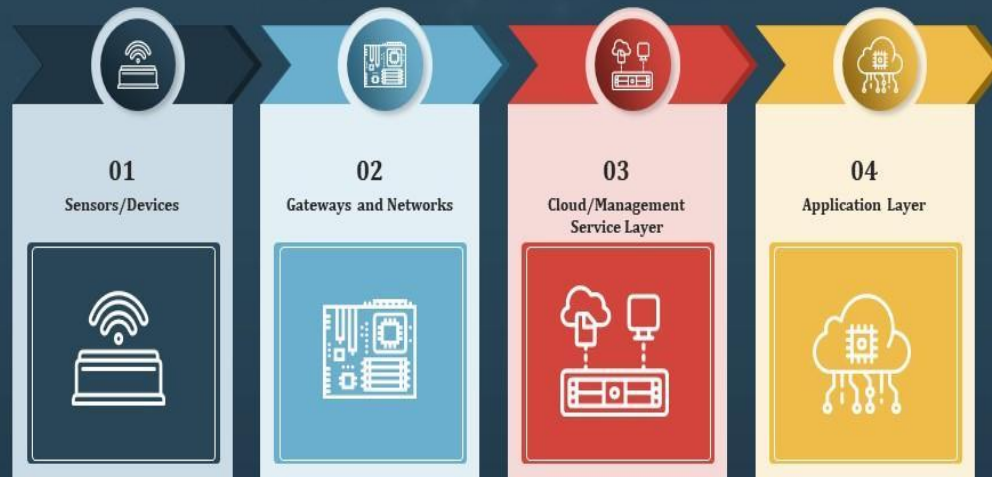 01
Sensors/Devices
02
Gateways and Networks
03
Cloud/Management
Service Layer
04
Application Layer